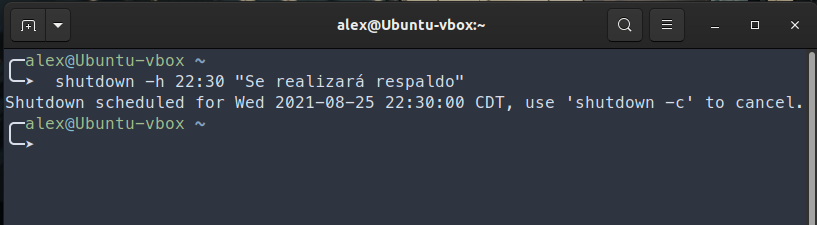 alex@Ubuntu-vbox:~
alex@Ubuntu-vbox ~
shutdown -h 22:30 "Se realizará respaldo"
Shutdown scheduled for Wed 2021-08-25 22:30:00 CDT, use 'shutdown -c' to cancel.
alex@Ubuntu-vbox ~